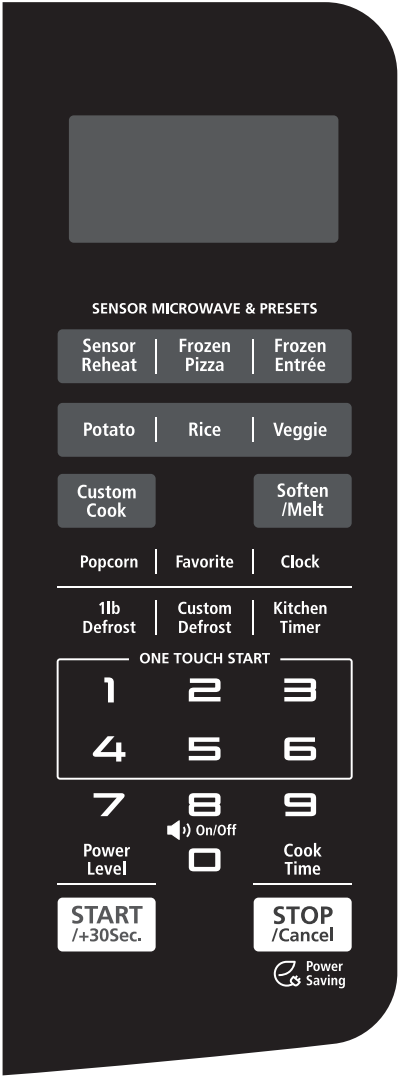 SENSOR MICROWAVE & PRESETS
Sensor Reheat
Frozen Pizza
Frozen Entrée
Potato
Rice
Veggie
Custom Cook
Soften /Melt
Popcorn
Favorite
Clock
1lb Defrost
Custom Defrost
Kitchen Timer
ONE TOUCH START
1 2 3
4 5 6
7 8 9
On/Off
Power Level
0
Cook Time
START /+30Sec.
STOP /Cancel
Power Saving